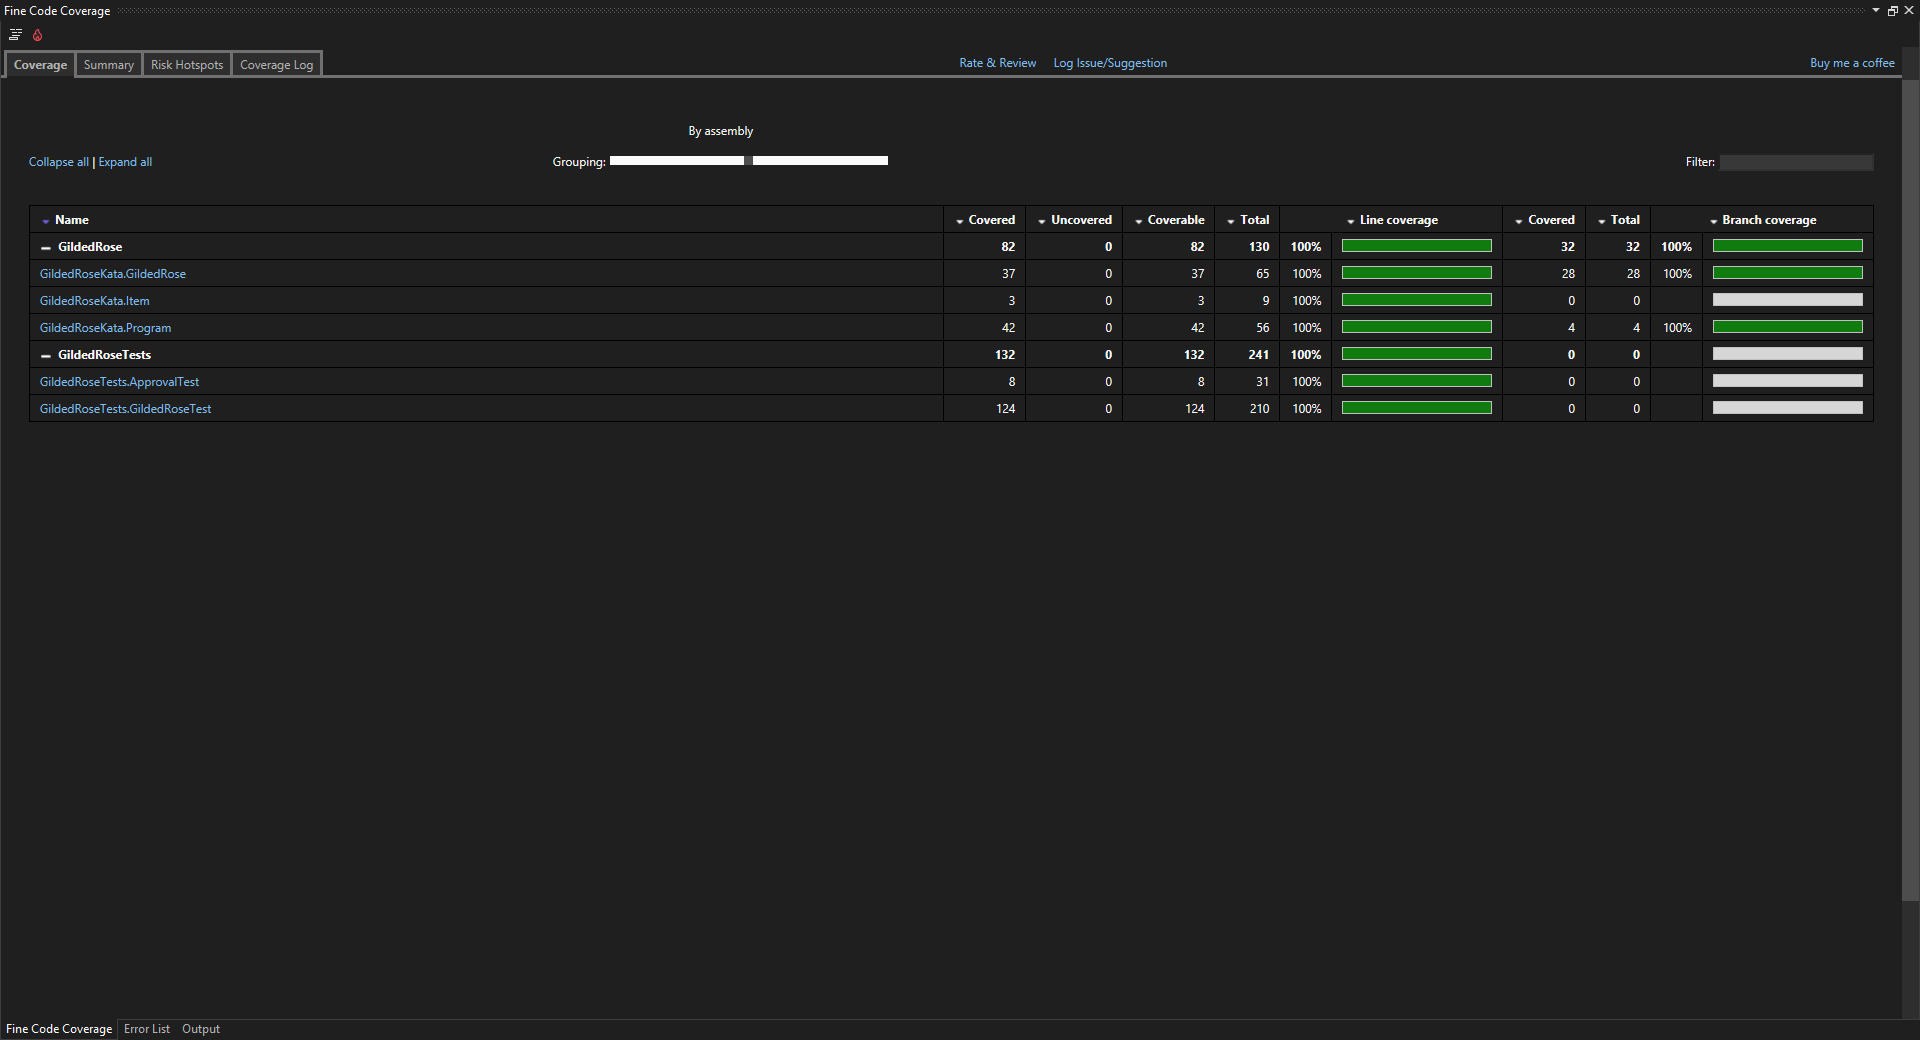 Fine Code Coverage
Coverage Summary Risk Hotspots Coverage Log Rate & Review Log Issue/Suggestion Buy me a coffee
By assembly
Collapse all | Expand all Grouping: Filter:
Name Covered Uncovered Coverable Total Line coverage Covered Total Branch coverage
GildedRose 82 0 82 130 100% 32 32 100%
GildedRoseKata.GildedRose 37 0 37 65 100% 28 28 100%
GildedRoseKata.Item 3 0 3 9 100% 0 0
GildedRoseKata.Program 42 0 42 56 100% 4 4 100%
GildedRoseTests 132 0 132 241 100% 0 0
GildedRoseTests.ApprovalTest 8 0 8 31 100% 0 0
GildedRoseTests.GildedRoseTest 124 0 124 210 100% 0 0
Fine Code Coverage Error List Output